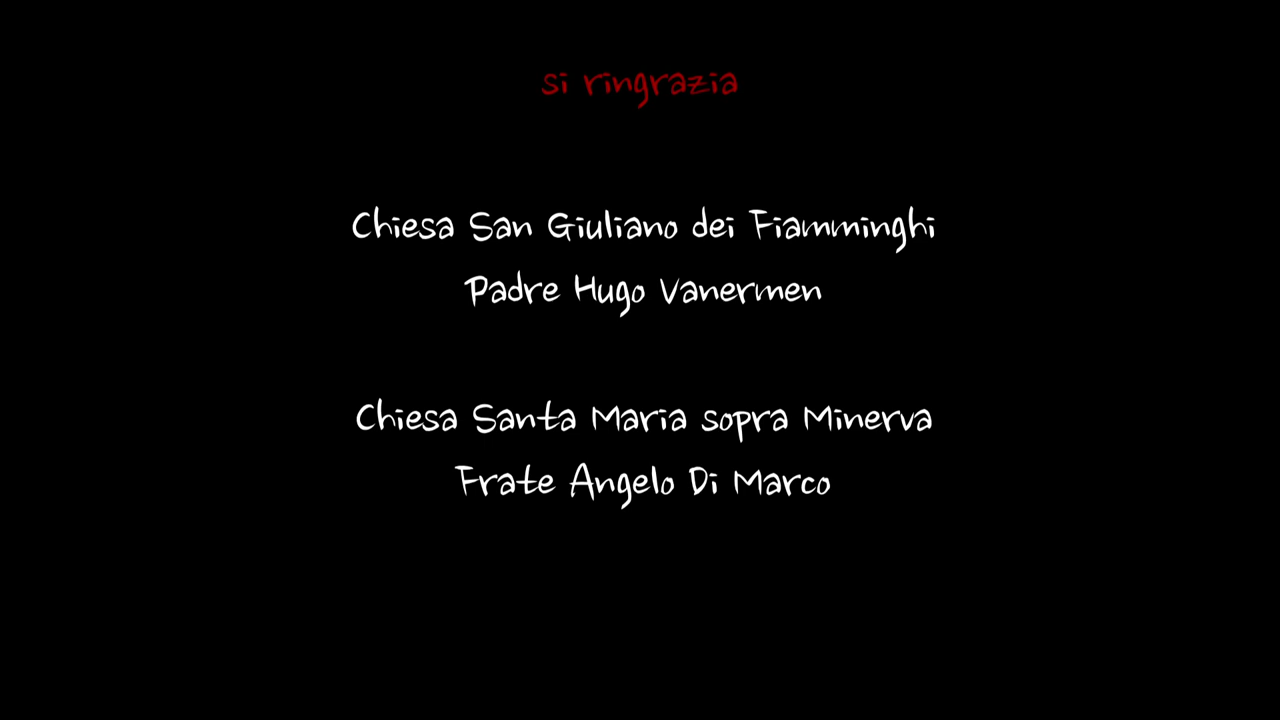 si ringrazia
Chiesa San Giuliano dei Fiamminghi
Padre Hugo Vanermen
Chiesa Santa Maria sopra Minerva
Frate Angelo Di Marco